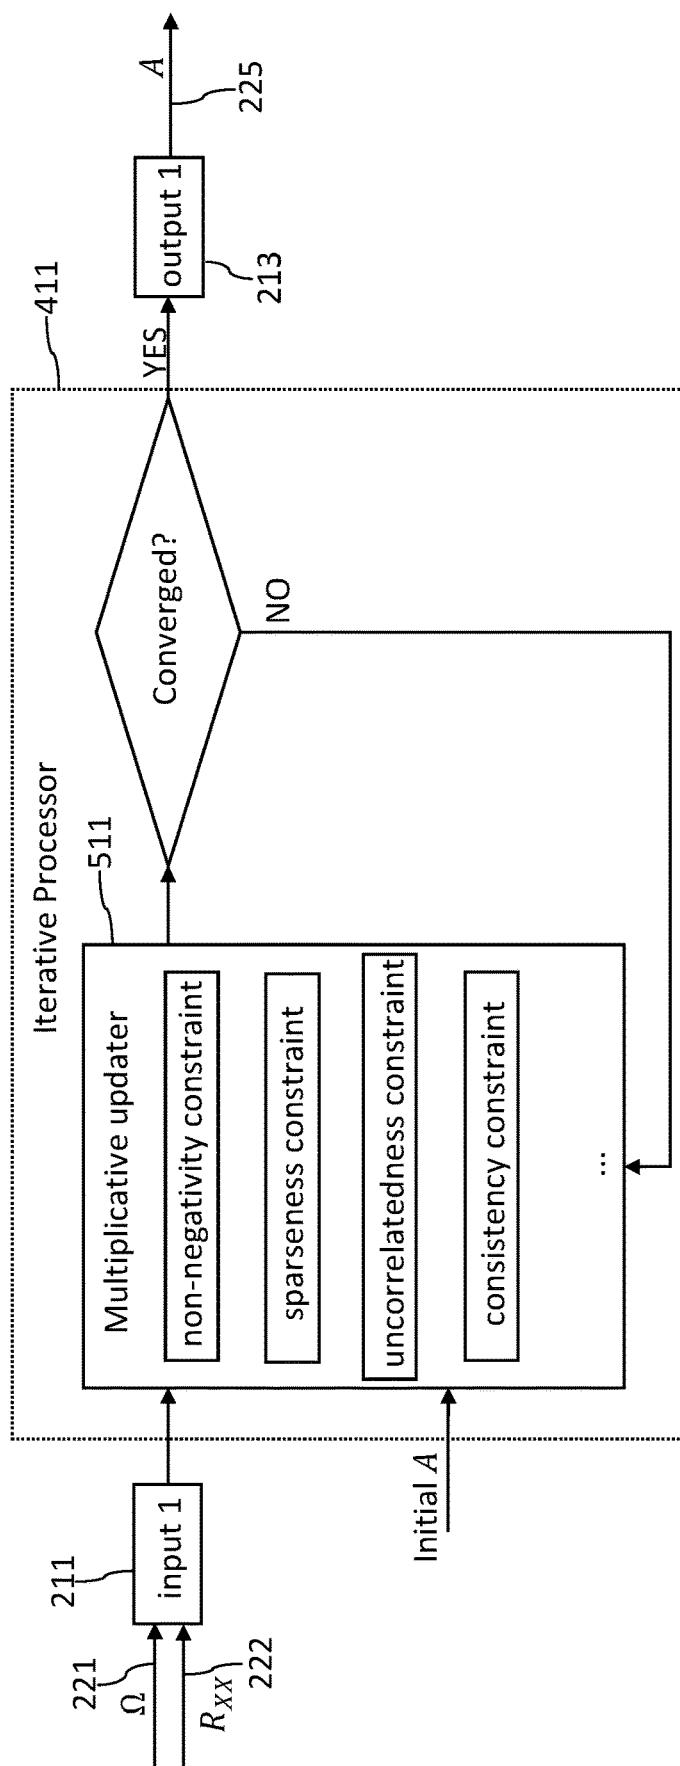 Ω
221
R_XX
222
211
input 1
Initial A
Iterative Processor
511
Multiplicative updater
non-negativity constraint
sparseness constraint
uncorrelatedness constraint
consistency constraint
...
Converged?
NO
YES
411
output 1
213
A
225